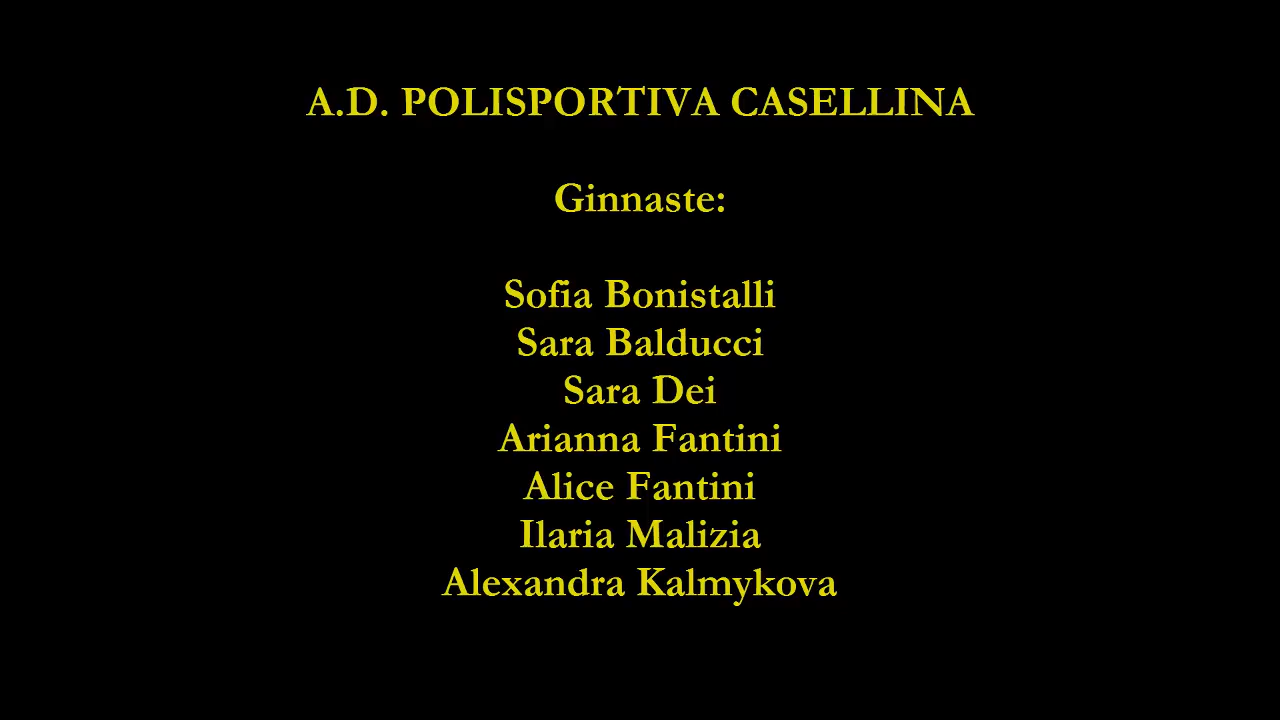 A.D. POLISPORTIVA CASELLINA
Ginnaste:
Sofia Bonistalli
Sara Balducci
Sara Dei
Arianna Fantini
Alice Fantini
Ilaria Malizia
Alexandra Kalmykova